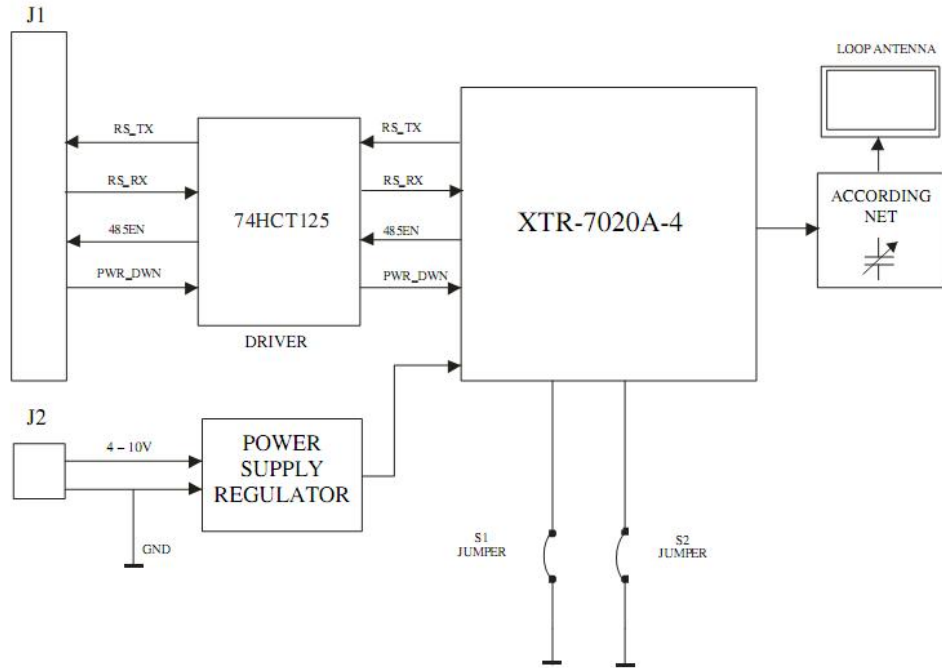 J1
LOOP ANTENNA
RS_TX
RS_TX
RS_RX
RS_RX
74HCT125
XTR-7020A-4
ACCORDING
NET
485EN
485EN
PWR_DWN
PWR_DWN
DRIVER
J2
4 – 10V
POWER
SUPPLY
REGULATOR
GND
S1
JUMPER
S2
JUMPER